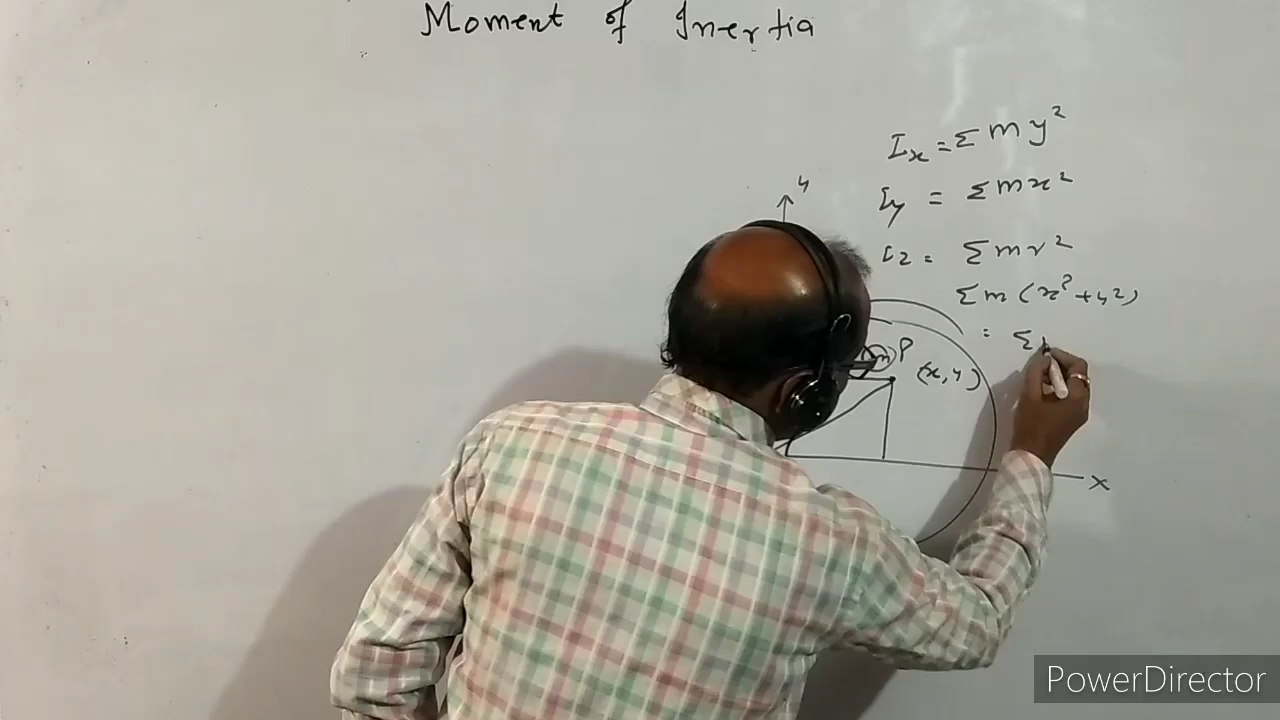 Moment of Inertia
Ix = Σ m y²
Iy = Σ m x²
Iz = Σ m r²
Σ m (x² + y²)
= Σ
y
m
P
(x, y)
x
PowerDirector